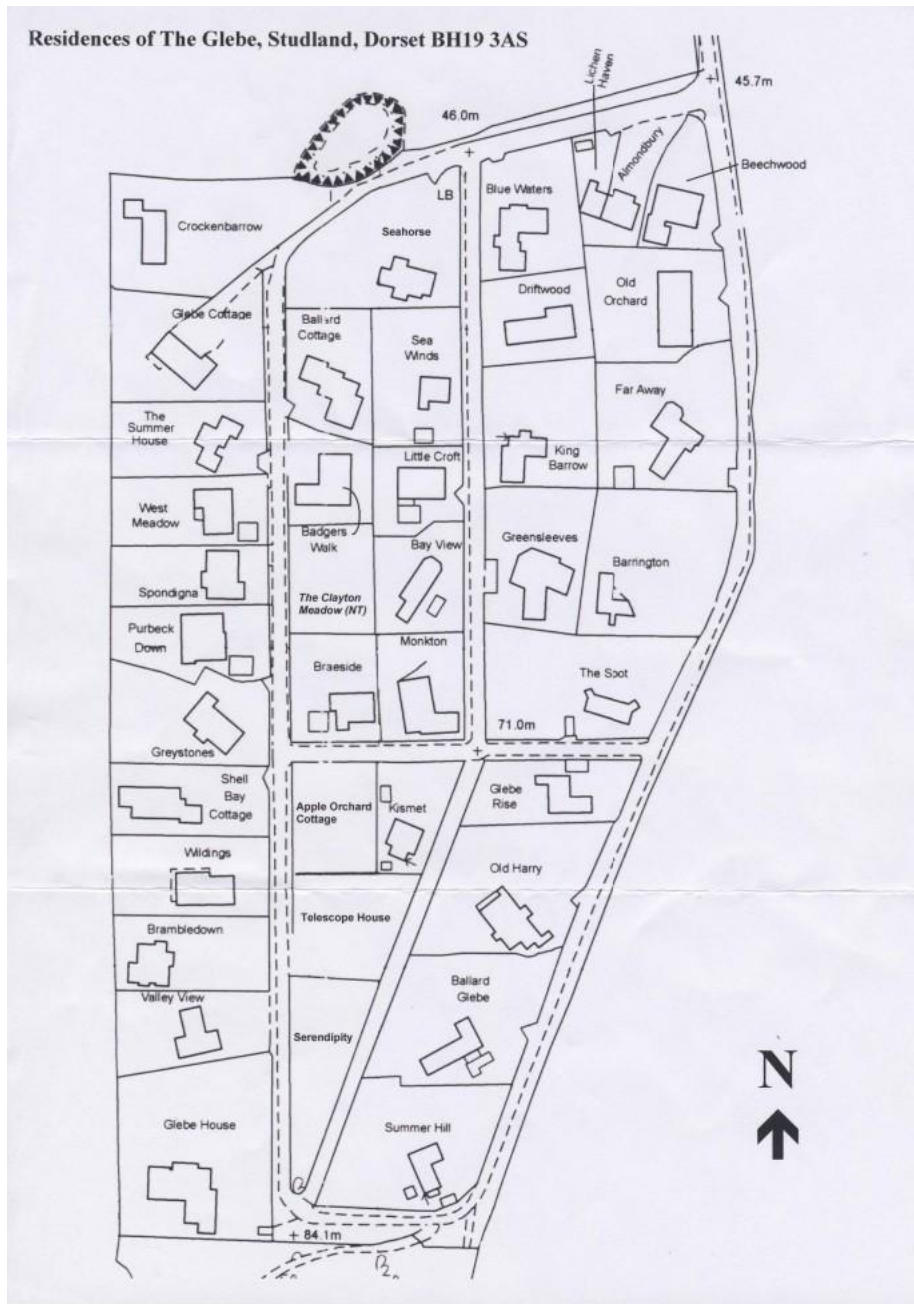 Residences of The Glebe, Studland, Dorset BH19 3AS
Lichen
Haven
45.7m
46.0m
Almondbury
Beechwood
LB
Blue Waters
Crockenbarrow
Seahorse
Driftwood
Old
Orchard
Glebe Cottage
Ballard
Cottage
Sea
Winds
Far Away
The
Summer
House
Little Croft
King
Barrow
West
Meadow
Badgers
Walk
Bay View
Greensleeves
Barrington
Spondigna
The Clayton
Meadow (NT)
Purbeck
Down
Monkton
Braeside
The Spot
71.0m
Greystones
Shell
Bay
Cottage
Apple Orchard
Cottage
Kismet
Glebe
Rise
Wildings
Old Harry
Telescope House
Brambledown
Ballard
Glebe
Valley View
Serendipity
N
Glebe House
Summer Hill
84.1m